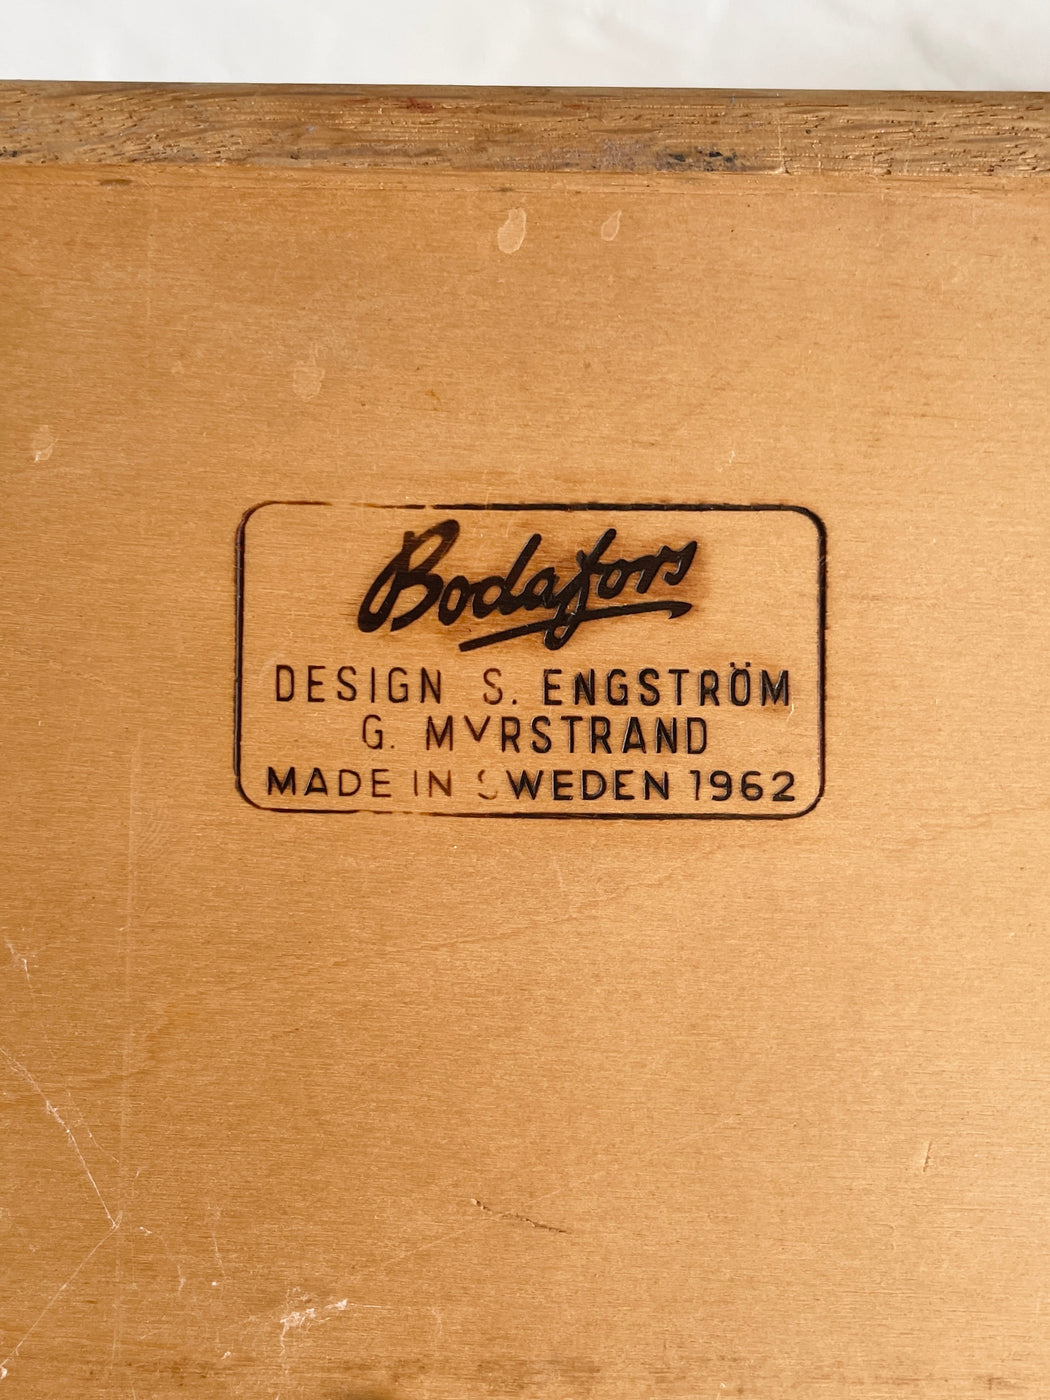 Bodafors
DESIGN S. ENGSTRÖM
G. MYRSTRAND
MADE IN SWEDEN 1962